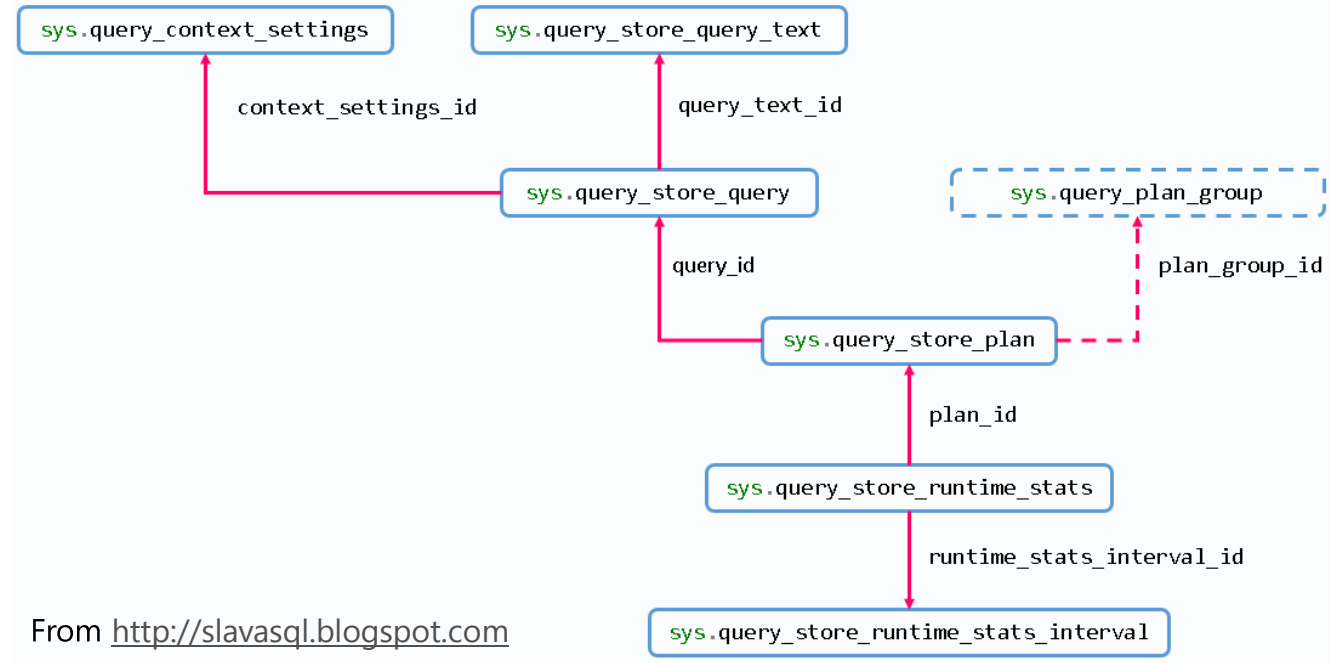 sys.query_context_settings
sys.query_store_query_text
context_settings_id
query_text_id
sys.query_store_query
sys.query_plan_group
query_id
plan_group_id
sys.query_store_plan
plan_id
sys.query_store_runtime_stats
runtime_stats_interval_id
sys.query_store_runtime_stats_interval
From http://slavasql.blogspot.com